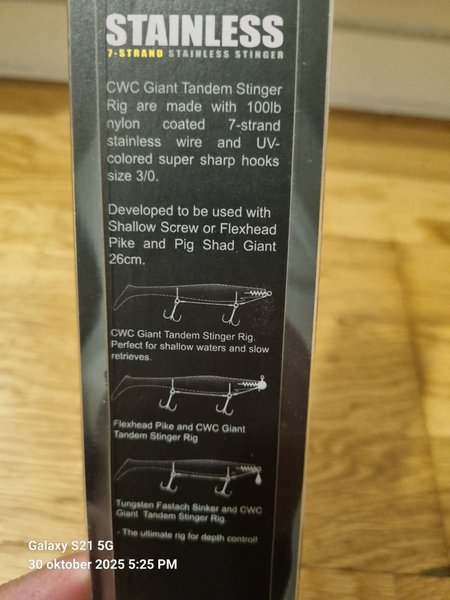 STAINLESS
7-STRAND STAINLESS STINGER
CWC Giant Tandem Stinger
Rig are made with 100lb
nylon coated 7-strand
stainless wire and UV-
colored super sharp hooks
size 3/0.
Developed to be used with
Shallow Screw or Flexhead
Pike and Pig Shad Giant
26cm.
CWC Giant Tandem Stinger Rig.
Perfect for shallow waters and slow
retrieves.
Flexhead Pike and CWC Giant
Tandem Stinger Rig
Tungsten Fastach Sinker and CWC
Giant Tandem Stinger Rig
- The ultimate rig for depth control!
Galaxy S21 5G
30 oktober 2025 5:25 PM